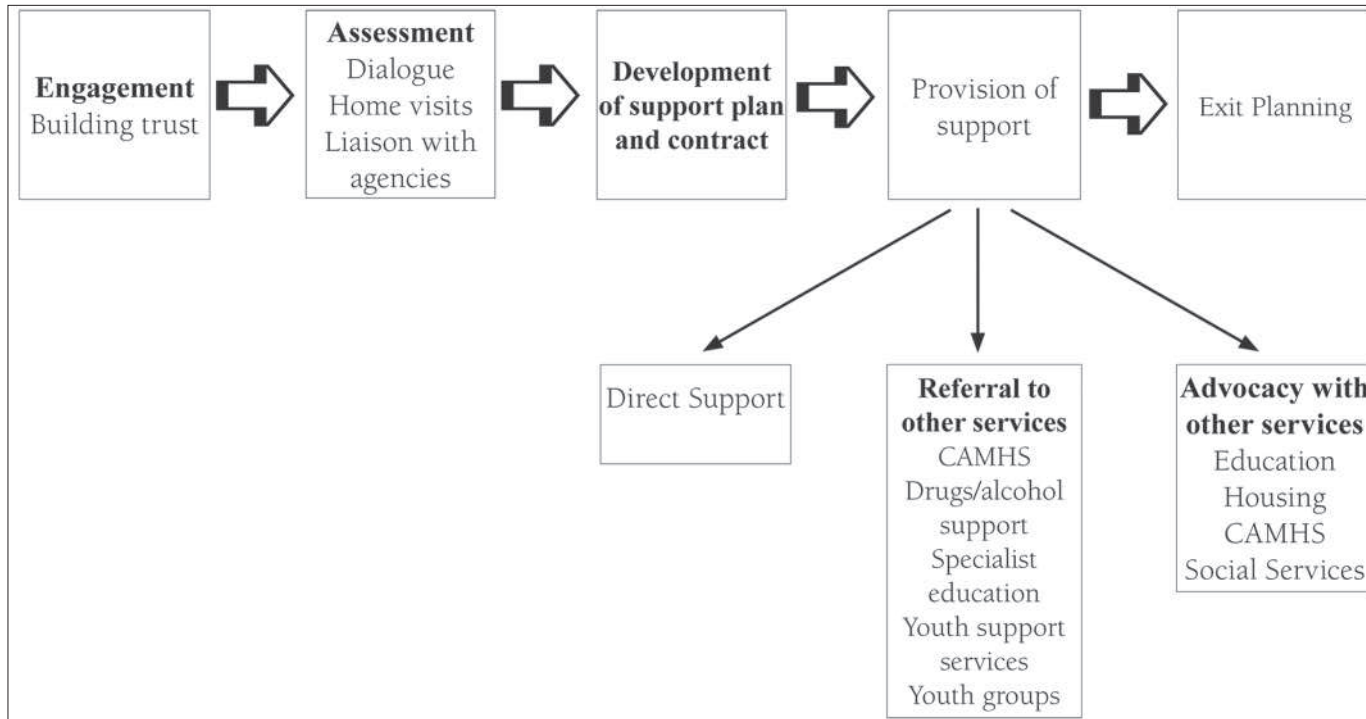 Engagement
Building trust
Assessment
Dialogue
Home visits
Liaison with
agencies
Development
of support plan
and contract
Provision of
support
Exit Planning
Direct Support
Referral to
other services
CAMHS
Drugs/alcohol
support
Specialist
education
Youth support
services
Youth groups
Advocacy with
other services
Education
Housing
CAMHS
Social Services